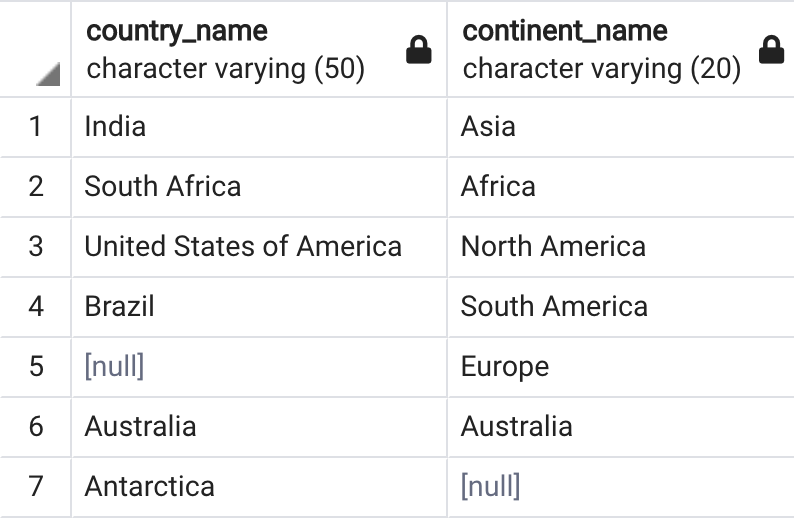 country_name continent_name
character varying (50) character varying (20)
1 India Asia
2 South Africa Africa
3 United States of America North America
4 Brazil South America
5 [null] Europe
6 Australia Australia
7 Antarctica [null]